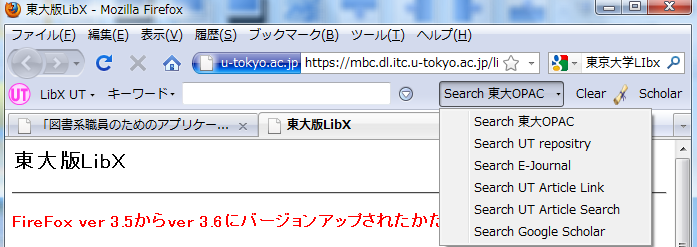 東大版LibX - Mozilla Firefox
ファイル(F) 編集(E) 表示(V) 履歴(S) ブックマーク(B) ツール(T) ヘルプ(H)
u-tokyo.ac.jp https://mbc.dl.itc.u-tokyo.ac.jp/li 東京大学LIbx
UT LibX UT キーワード Search 東大OPAC Clear Scholar
「図書系職員のためのアプリケー... 東大版LibX
Search 東大OPAC
Search UT repositry
東大版LibX
Search E-Journal
Search UT Article Link
FireFox ver 3.5からver 3.6にバージョンアップされたかた
Search UT Article Search
Search Google Scholar